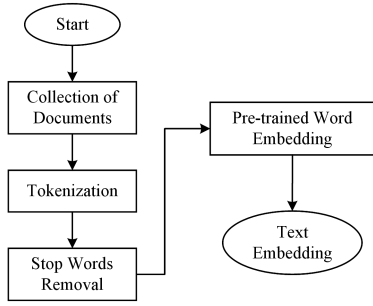 Start
Collection of
Documents
Tokenization
Stop Words
Removal
Pre-trained Word
Embedding
Text
Embedding